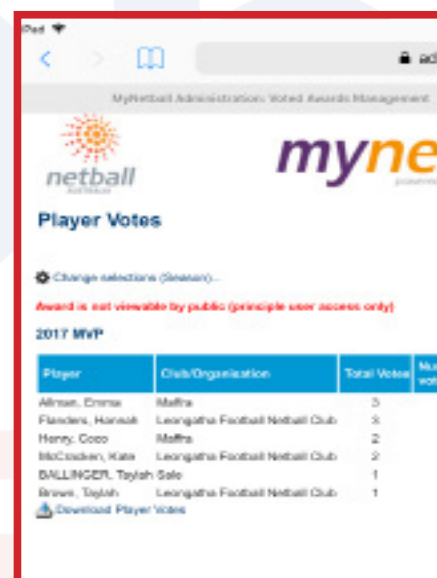 iPad
ad
MyNetball Administration: Voted Awards Management
netball
AUSTRALIA
myne
Player Votes
Change selections (Season)...
Award is not viewable by public (principle user access only)
2017 MVP
Player Club/Organisation Total Votes
Allman, Emma Maffra 3
Flanders, Hannah Leongatha Football Netball Club 3
Henry, Coco Maffra 2
McCracken, Kate Leongatha Football Netball Club 2
BALLINGER, Taylah Sale 1
Brown, Taylah Leongatha Football Netball Club 1
Download Player Votes